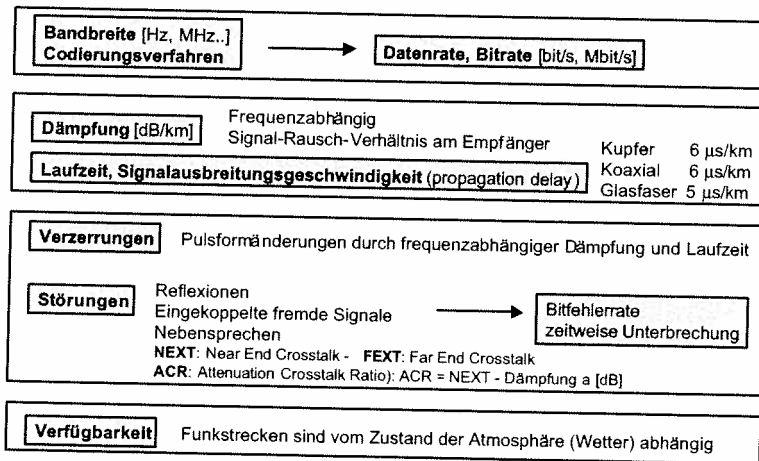 Bandbreite [Hz, MHz..]
Codierungsverfahren
Datenrate, Bitrate [bit/s, Mbit/s]
Dämpfung [dB/km]
Frequenzabhängig
Signal-Rausch-Verhältnis am Empfänger
Laufzeit, Signalausbreitungsgeschwindigkeit (propagation delay)
Kupfer 6 µs/km
Koaxial 6 µs/km
Glasfaser 5 µs/km
Verzerrungen Pulsformänderungen durch frequenzabhängiger Dämpfung und Laufzeit
Störungen
Reflexionen
Eingekoppelte fremde Signale
Nebensprechen
NEXT: Near End Crosstalk - FEXT: Far End Crosstalk
ACR: Attenuation Crosstalk Ratio): ACR = NEXT - Dämpfung a [dB]
Bitfehlerrate
zeitweise Unterbrechung
Verfügbarkeit Funkstrecken sind vom Zustand der Atmosphäre (Wetter) abhängig